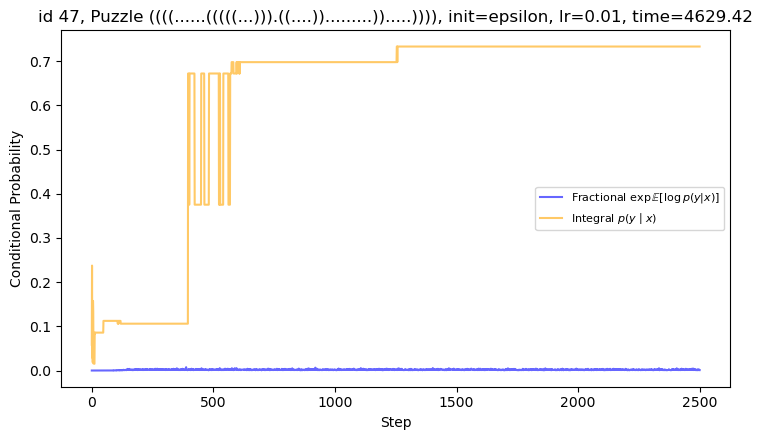 id 47, Puzzle ((((......(((((...))).((....)).........)).....)))), init=epsilon, lr=0.01, time=4629.42
Conditional Probability
0.7
0.6
0.5
0.4
0.3
0.2
0.1
0.0
Fractional exp𝔼[log p(y|x)]
Integral p(y | x)
0 500 1000 1500 2000 2500
Step